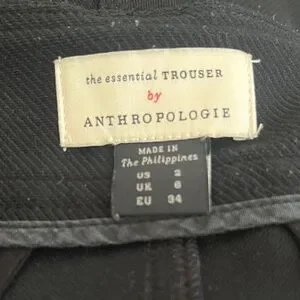 the essential TROUSER
by
ANTHROPOLOGIE
MADE IN
The Philippines
US 2
UK 6
EU 34